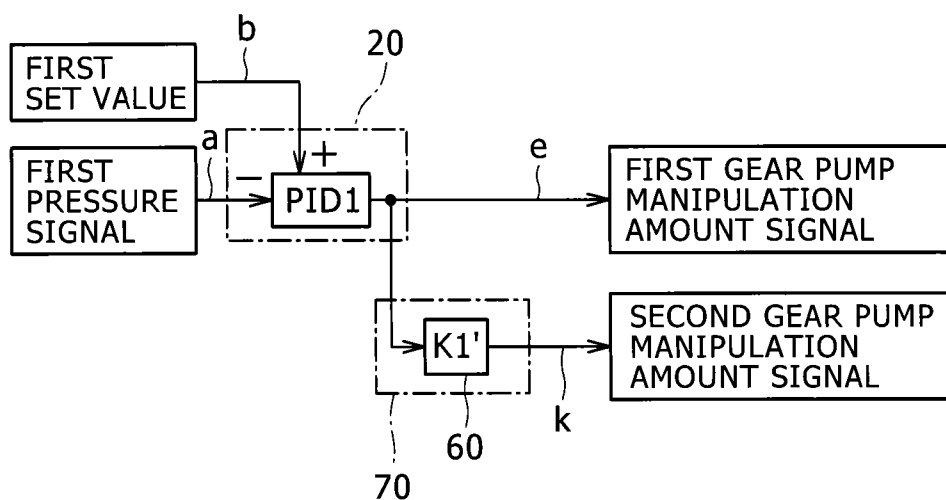 b
20
FIRST
SET VALUE
a
+
−
FIRST
PRESSURE
SIGNAL
PID1
e
FIRST GEAR PUMP
MANIPULATION
AMOUNT SIGNAL
K1'
k
SECOND GEAR PUMP
MANIPULATION
AMOUNT SIGNAL
60
70